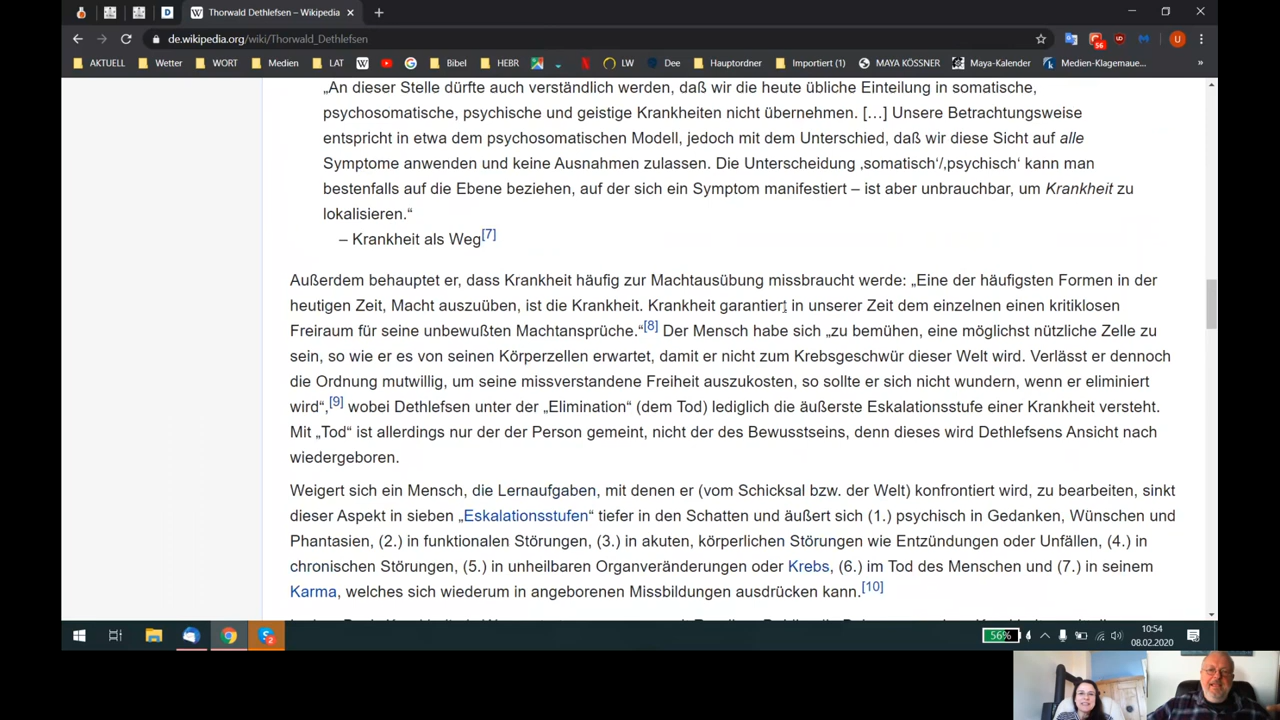 Thorwald Dethlefsen – Wikipedia
de.wikipedia.org/wiki/Thorwald_Dethlefsen
56
U
AKTUELL Wetter WORT Medien LAT Bibel HEBR LW Dee Hauptordner Importiert (1) MAYA KÖSSNER Maya-Kalender Medien-Klagemaue... »
„An dieser Stelle dürfte auch verständlich werden, daß wir die heute übliche Einteilung in somatische,
psychosomatische, psychische und geistige Krankheiten nicht übernehmen. […] Unsere Betrachtungsweise
entspricht in etwa dem psychosomatischen Modell, jedoch mit dem Unterschied, daß wir diese Sicht auf alle
Symptome anwenden und keine Ausnahmen zulassen. Die Unterscheidung ‚somatisch‘/‚psychisch‘ kann man
bestenfalls auf die Ebene beziehen, auf der sich ein Symptom manifestiert – ist aber unbrauchbar, um Krankheit zu
lokalisieren.“
– Krankheit als Weg[7]
Außerdem behauptet er, dass Krankheit häufig zur Machtausübung missbraucht werde: „Eine der häufigsten Formen in der
heutigen Zeit, Macht auszuüben, ist die Krankheit. Krankheit garantiert in unserer Zeit dem einzelnen einen kritiklosen
Freiraum für seine unbewußten Machtansprüche.“[8] Der Mensch habe sich „zu bemühen, eine möglichst nützliche Zelle zu
sein, so wie er es von seinen Körperzellen erwartet, damit er nicht zum Krebsgeschwür dieser Welt wird. Verlässt er dennoch
die Ordnung mutwillig, um seine missverstandene Freiheit auszukosten, so sollte er sich nicht wundern, wenn er eliminiert
wird“,[9] wobei Dethlefsen unter der „Elimination“ (dem Tod) lediglich die äußerste Eskalationsstufe einer Krankheit versteht.
Mit „Tod“ ist allerdings nur der der Person gemeint, nicht der des Bewusstseins, denn dieses wird Dethlefsens Ansicht nach
wiedergeboren.
Weigert sich ein Mensch, die Lernaufgaben, mit denen er (vom Schicksal bzw. der Welt) konfrontiert wird, zu bearbeiten, sinkt
dieser Aspekt in sieben „Eskalationsstufen“ tiefer in den Schatten und äußert sich (1.) psychisch in Gedanken, Wünschen und
Phantasien, (2.) in funktionalen Störungen, (3.) in akuten, körperlichen Störungen wie Entzündungen oder Unfällen, (4.) in
chronischen Störungen, (5.) in unheilbaren Organveränderungen oder Krebs, (6.) im Tod des Menschen und (7.) in seinem
Karma, welches sich wiederum in angeborenen Missbildungen ausdrücken kann.[10]
56%
10:54
08.02.2020